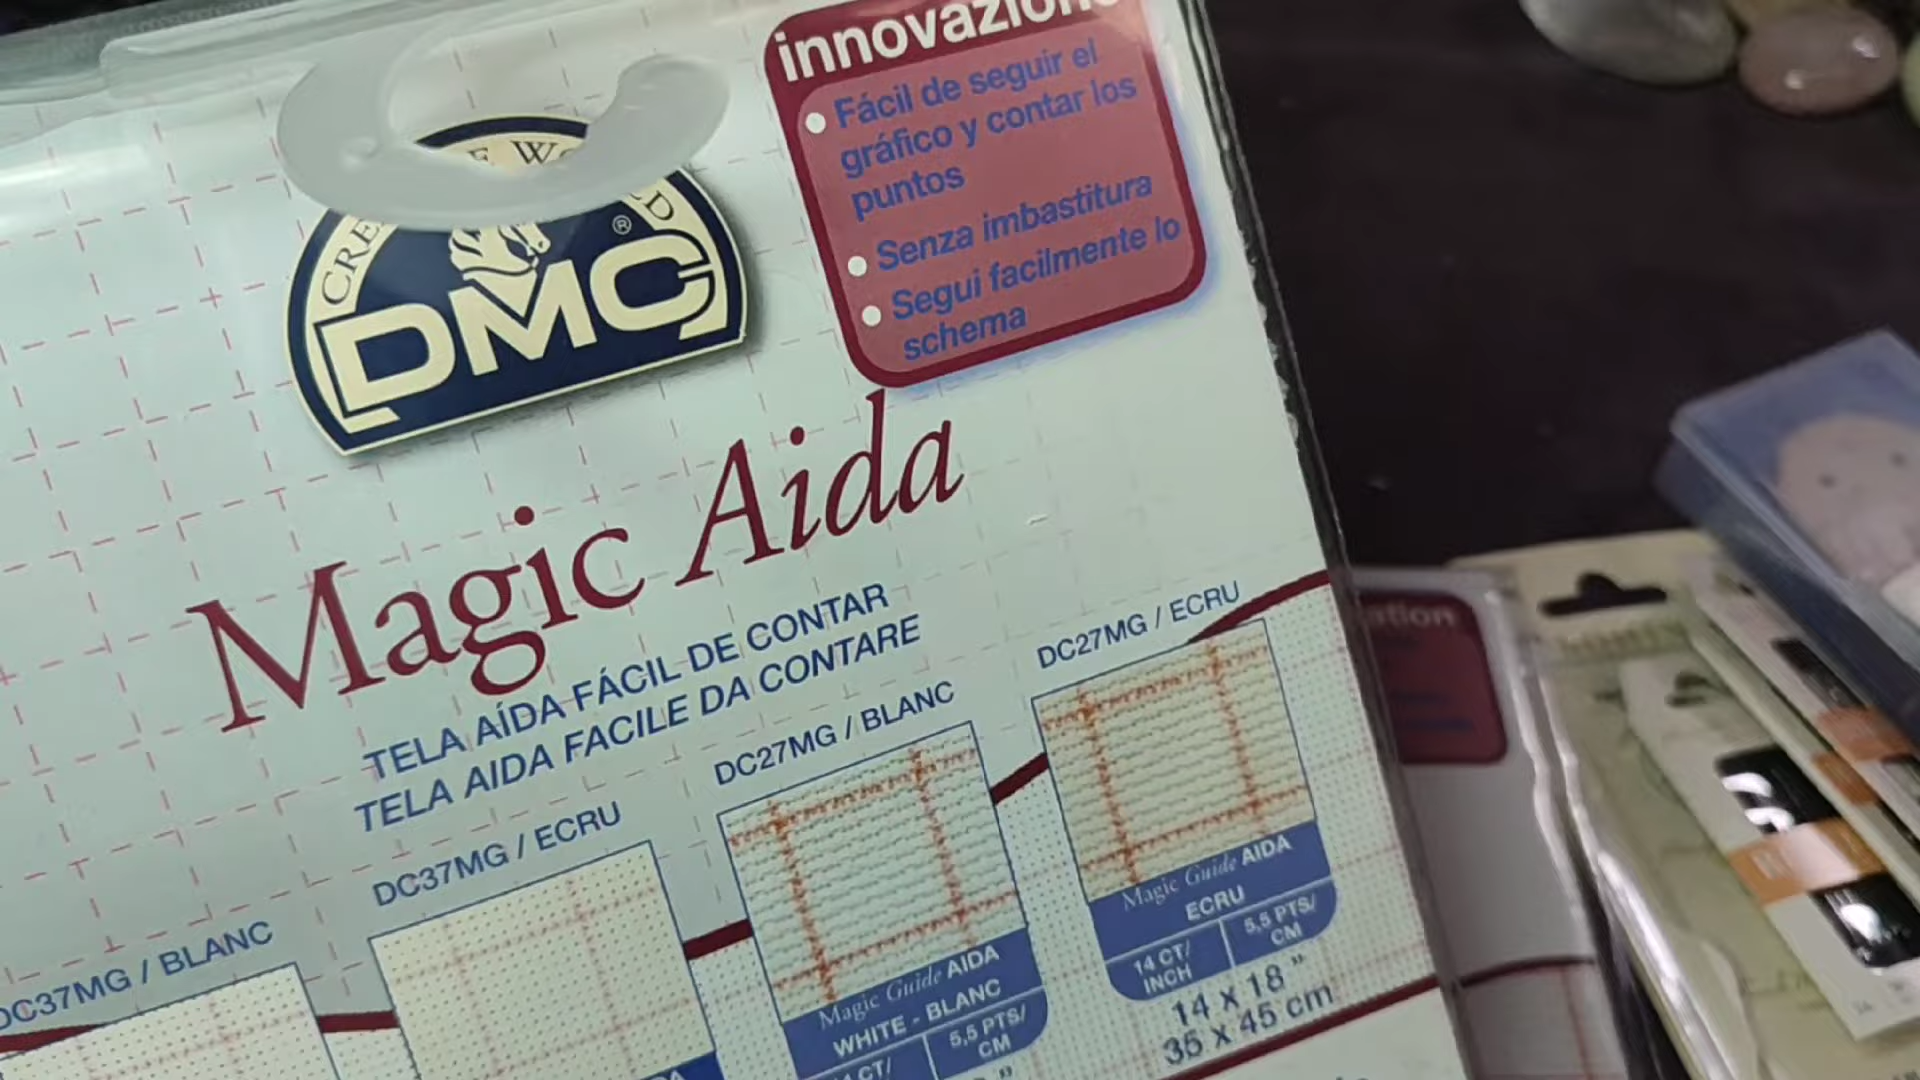 innovazione
• Fácil de seguir el
gráfico y contar los
puntos
• Senza imbastitura
• Segui facilmente lo
schema
DMC
®
Magic Aida
TELA AÍDA FÁCIL DE CONTAR
TELA AIDA FACILE DA CONTARE
DC37MG / BLANC
DC37MG / ECRU
DC27MG / BLANC
Magic Guide AIDA
WHITE - BLANC
5,5 PTS/
CM
DC27MG / ECRU
Magic Guide AIDA
ECRU
14 CT/
INCH
5,5 PTS/
CM
14 X 18 "
35 X 45 cm